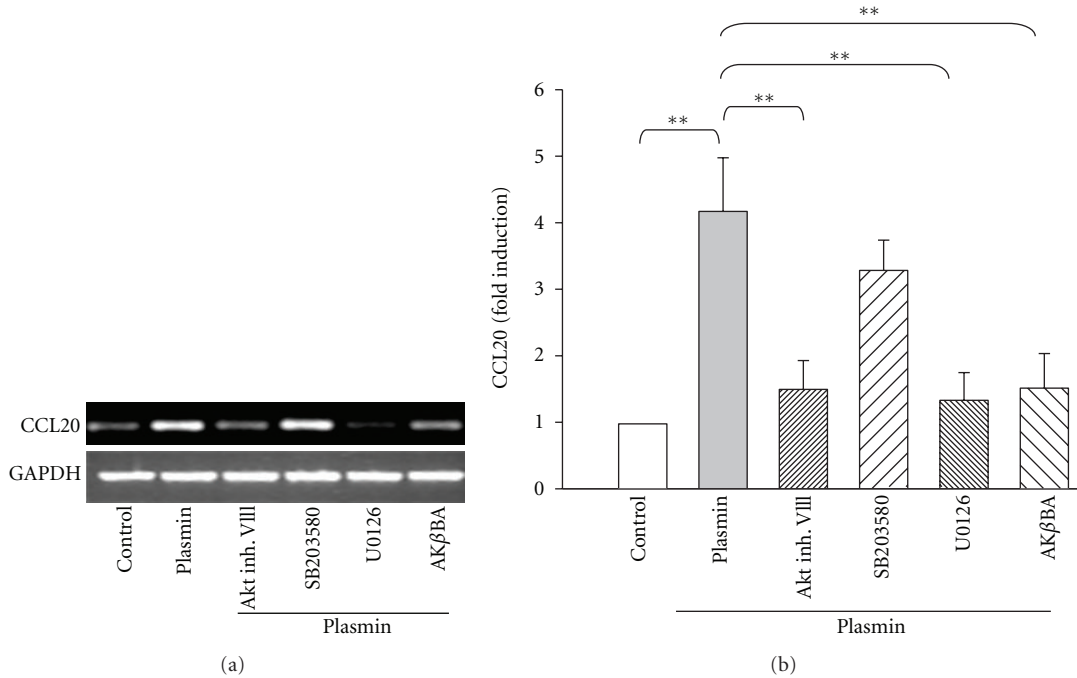 CCL20
GAPDH
Control
Plasmin
Akt inh. VIII
SB203580
U0126
AKβBA
Plasmin
(a)
**
**
**
**
6
5
4
3
2
1
0
CCL20 (fold induction)
Control
Plasmin
Akt inh. VIII
SB203580
U0126
AKβBA
Plasmin
(b)